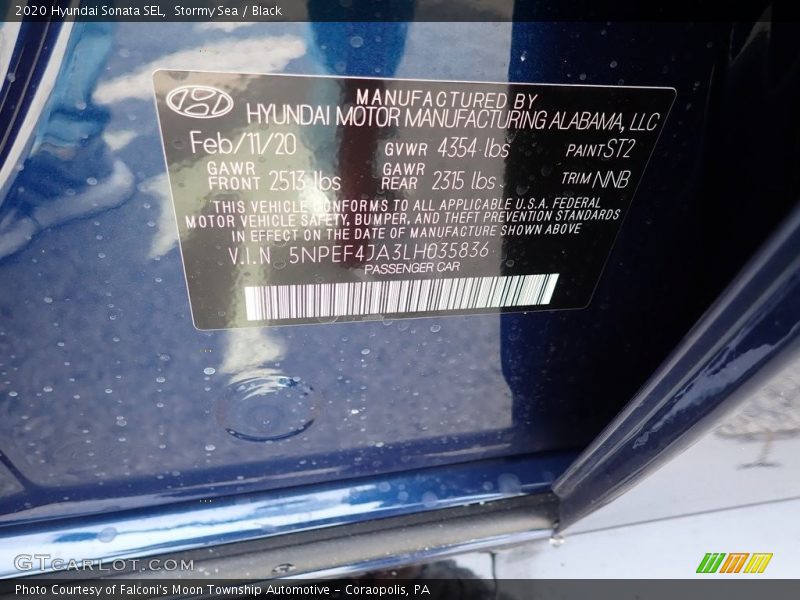 2020 Hyundai Sonata SEL, Stormy Sea / Black
MANUFACTURED BY
HYUNDAI MOTOR MANUFACTURING ALABAMA, LLC
Feb/11/20 GVWR 4354 lbs PAINT ST2
GAWR FRONT 2513 lbs GAWR REAR 2315 lbs TRIM NNB
THIS VEHICLE CONFORMS TO ALL APPLICABLE U.S.A. FEDERAL
MOTOR VEHICLE SAFETY, BUMPER, AND THEFT PREVENTION STANDARDS
IN EFFECT ON THE DATE OF MANUFACTURE SHOWN ABOVE
V.I.N 5NPEF4JA3LH035836
PASSENGER CAR
GTCARLOT.COM
Photo Courtesy of Falconi's Moon Township Automotive - Coraopolis, PA